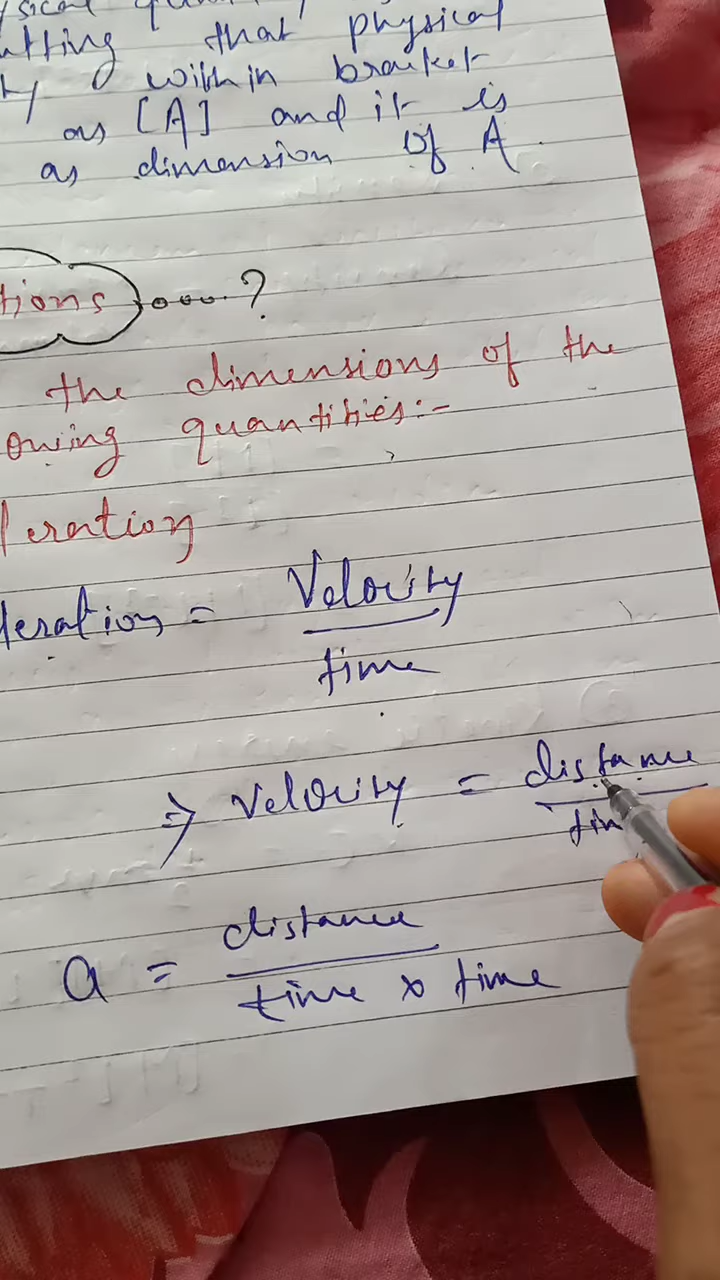 that physical
within bracket
as [A] and it is
as dimension of A
tions ...?
the dimensions of the
owing quantities:-
leration
leration = Velocity
time
⇒ velocity = distance
tim
a = distance
time × time